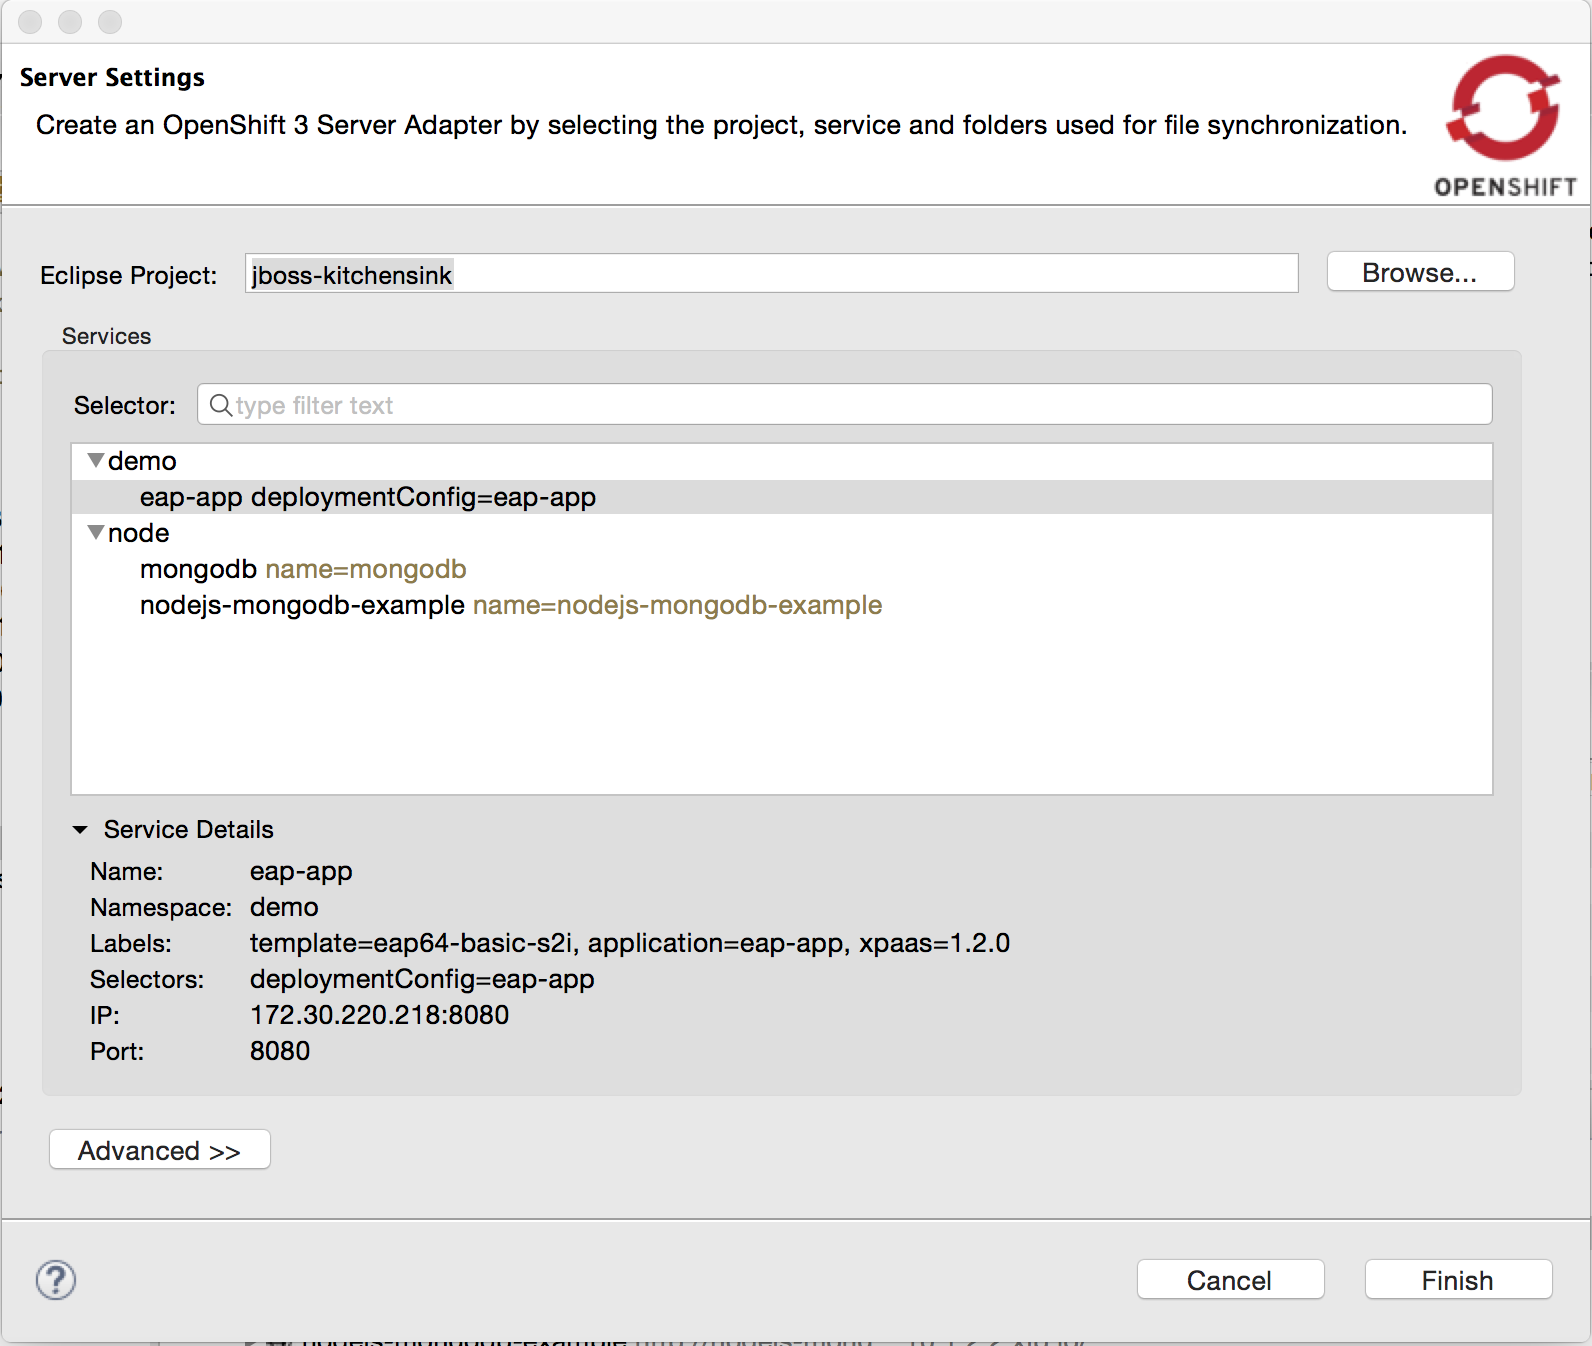 Server Settings
Create an OpenShift 3 Server Adapter by selecting the project, service and folders used for file synchronization.
OPENSHIFT
Eclipse Project: jboss-kitchensink Browse...
Services
Selector: type filter text
demo
eap-app deploymentConfig=eap-app
node
mongodb name=mongodb
nodejs-mongodb-example name=nodejs-mongodb-example
Service Details
Name: eap-app
Namespace: demo
Labels: template=eap64-basic-s2i, application=eap-app, xpaas=1.2.0
Selectors: deploymentConfig=eap-app
IP: 172.30.220.218:8080
Port: 8080
Advanced >>
? Cancel Finish
nodejs-mongodb-example